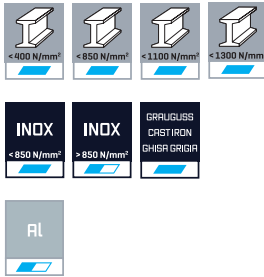 <400 N/mm² <850 N/mm² <1100 N/mm² <1300 N/mm²
INOX INOX GRAUGUSS
CAST IRON
GHISA GRIGIA
<850 N/mm² >850 N/mm²
Al